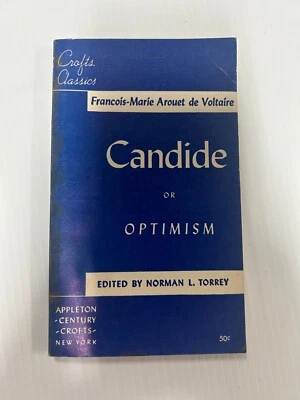 Crofts
Classics
Francois-Marie Arouet de Voltaire
Candide
OR
OPTIMISM
EDITED BY NORMAN L. TORREY
APPLETON
-CENTURY
-CROFTS-
NEW YORK
50¢